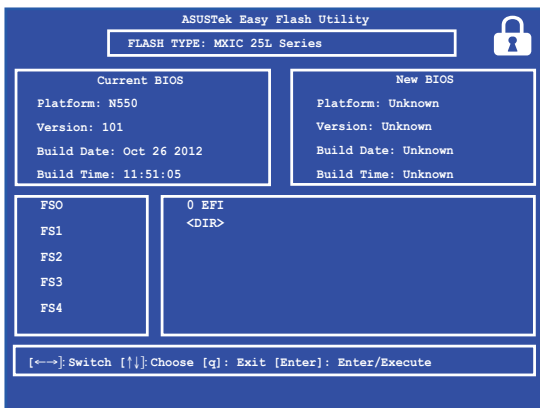 ASUSTek Easy Flash Utility
FLASH TYPE: MXIC 25L Series
Current BIOS
Platform: N550
Version: 101
Build Date: Oct 26 2012
Build Time: 11:51:05
New BIOS
Platform: Unknown
Version: Unknown
Build Date: Unknown
Build Time: Unknown
FSO
FS1
FS2
FS3
FS4
0 EFI
<DIR>
[←→]: Switch [↑↓]: Choose [q]: Exit [Enter]: Enter/Execute